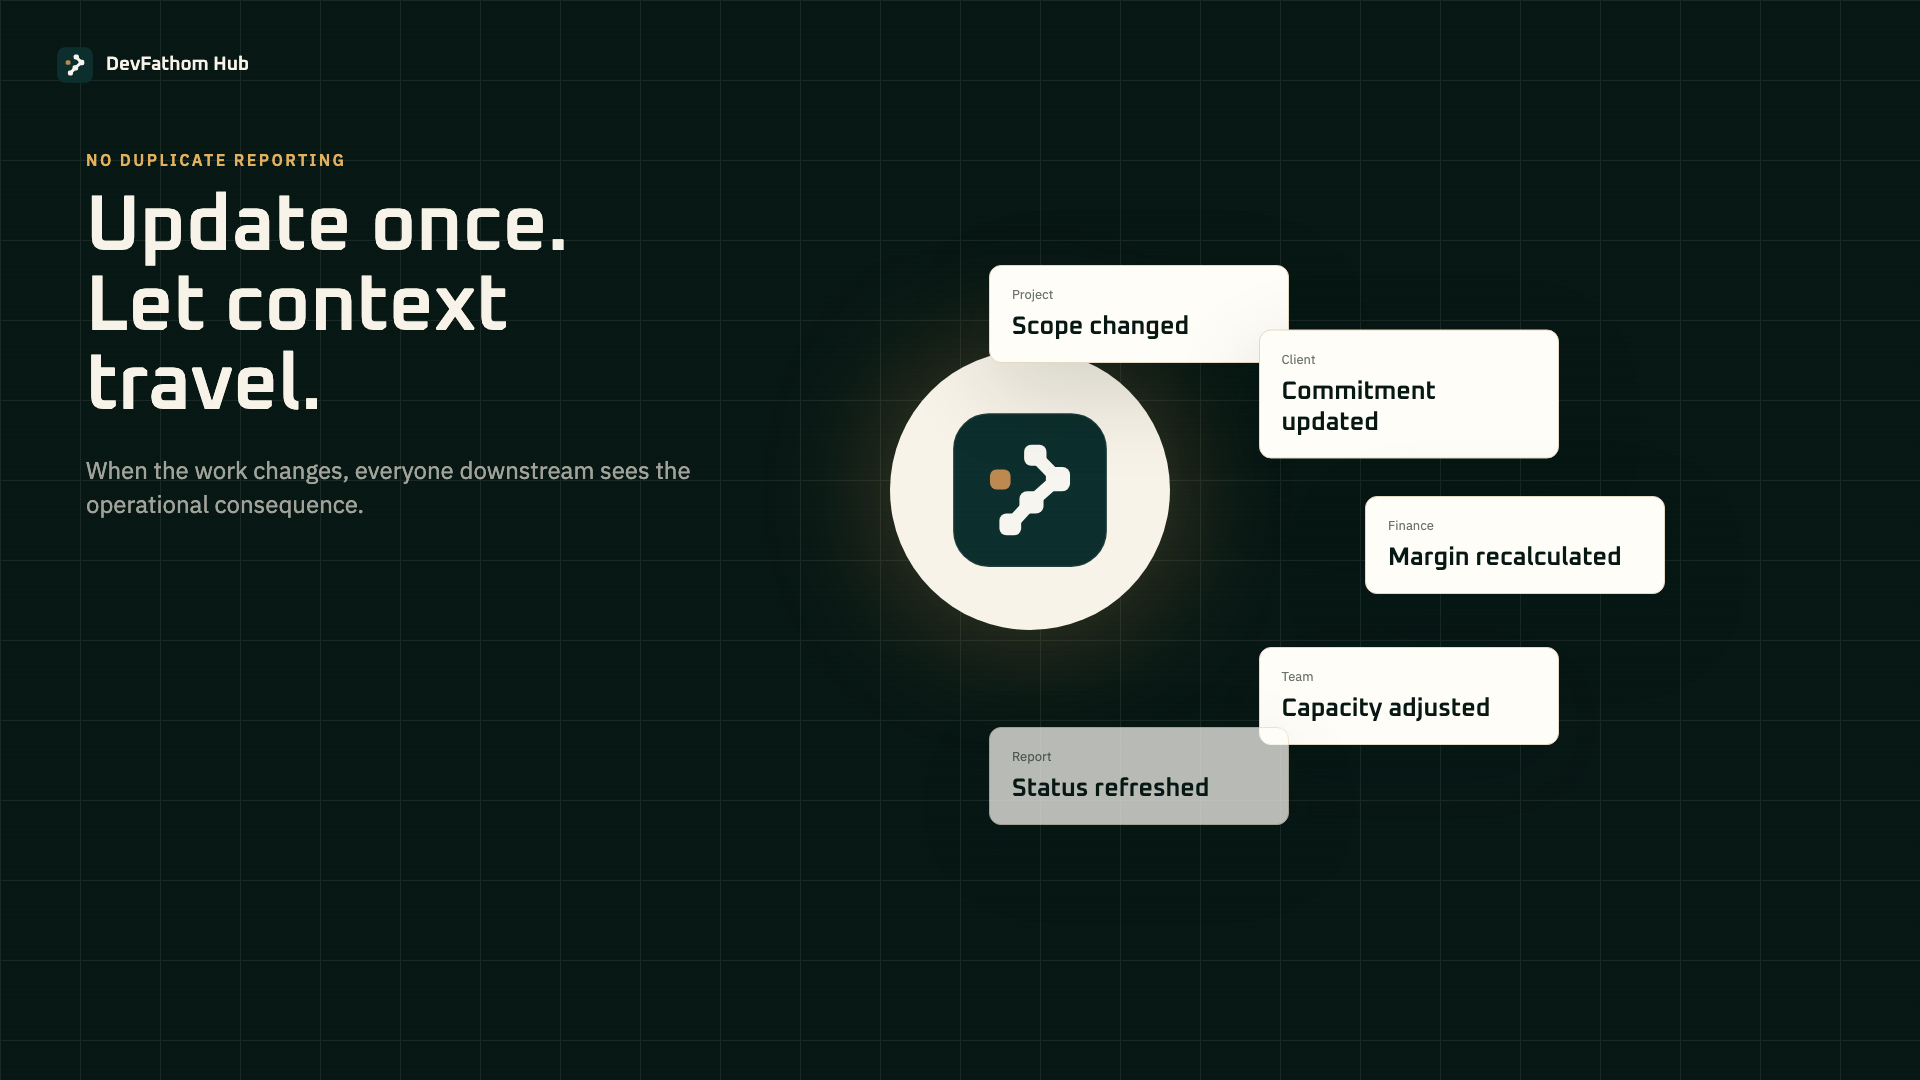 DevFathom Hub
NO DUPLICATE REPORTING
Update once.
Let context
travel.
When the work changes, everyone downstream sees the
operational consequence.
Project
Scope changed
Client
Commitment
updated
Finance
Margin recalculated
Team
Capacity adjusted
Report
Status refreshed